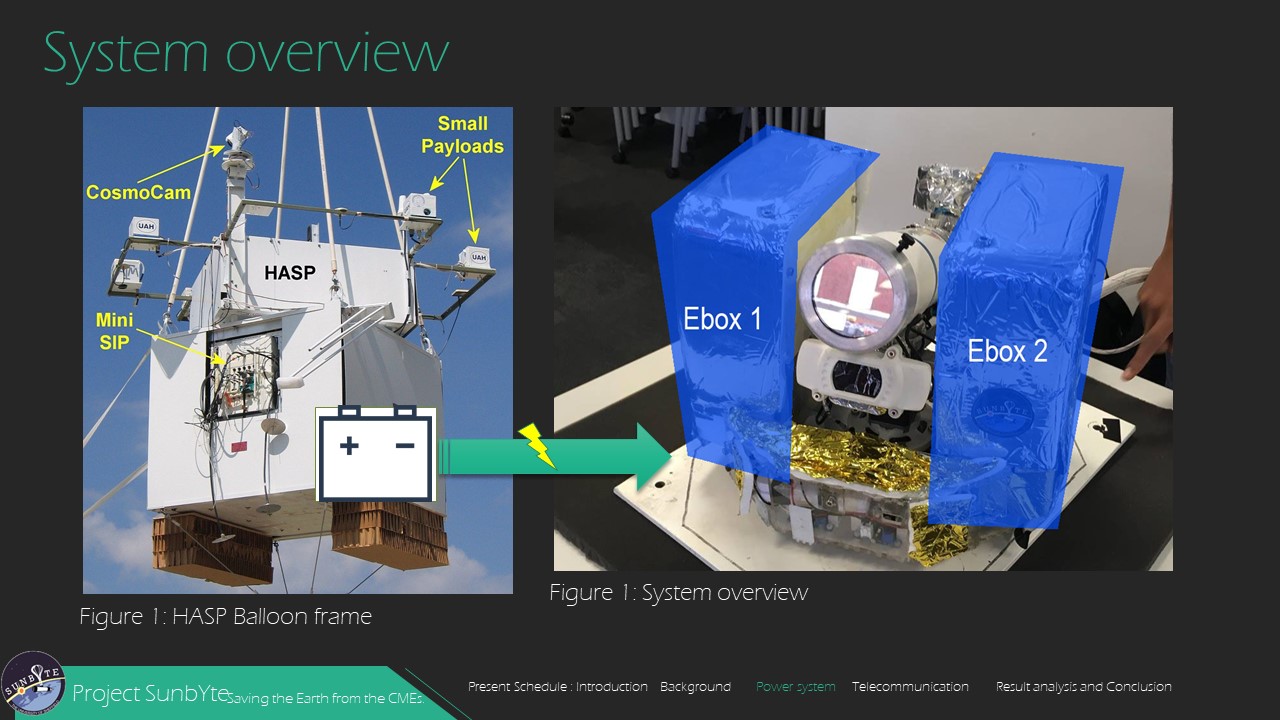 System overview
Small
Payloads
CosmoCam
UAH
UAH
HASP
Mini
SIP
+ −
Ebox 1
Ebox 2
SUNBYTE
Figure 1: HASP Balloon frame
Figure 1: System overview
SUNBYTE
Project SunbYte
Saving the Earth from the CMEs.
Present Schedule : Introduction Background Power system Telecommunication Result analysis and Conclusion